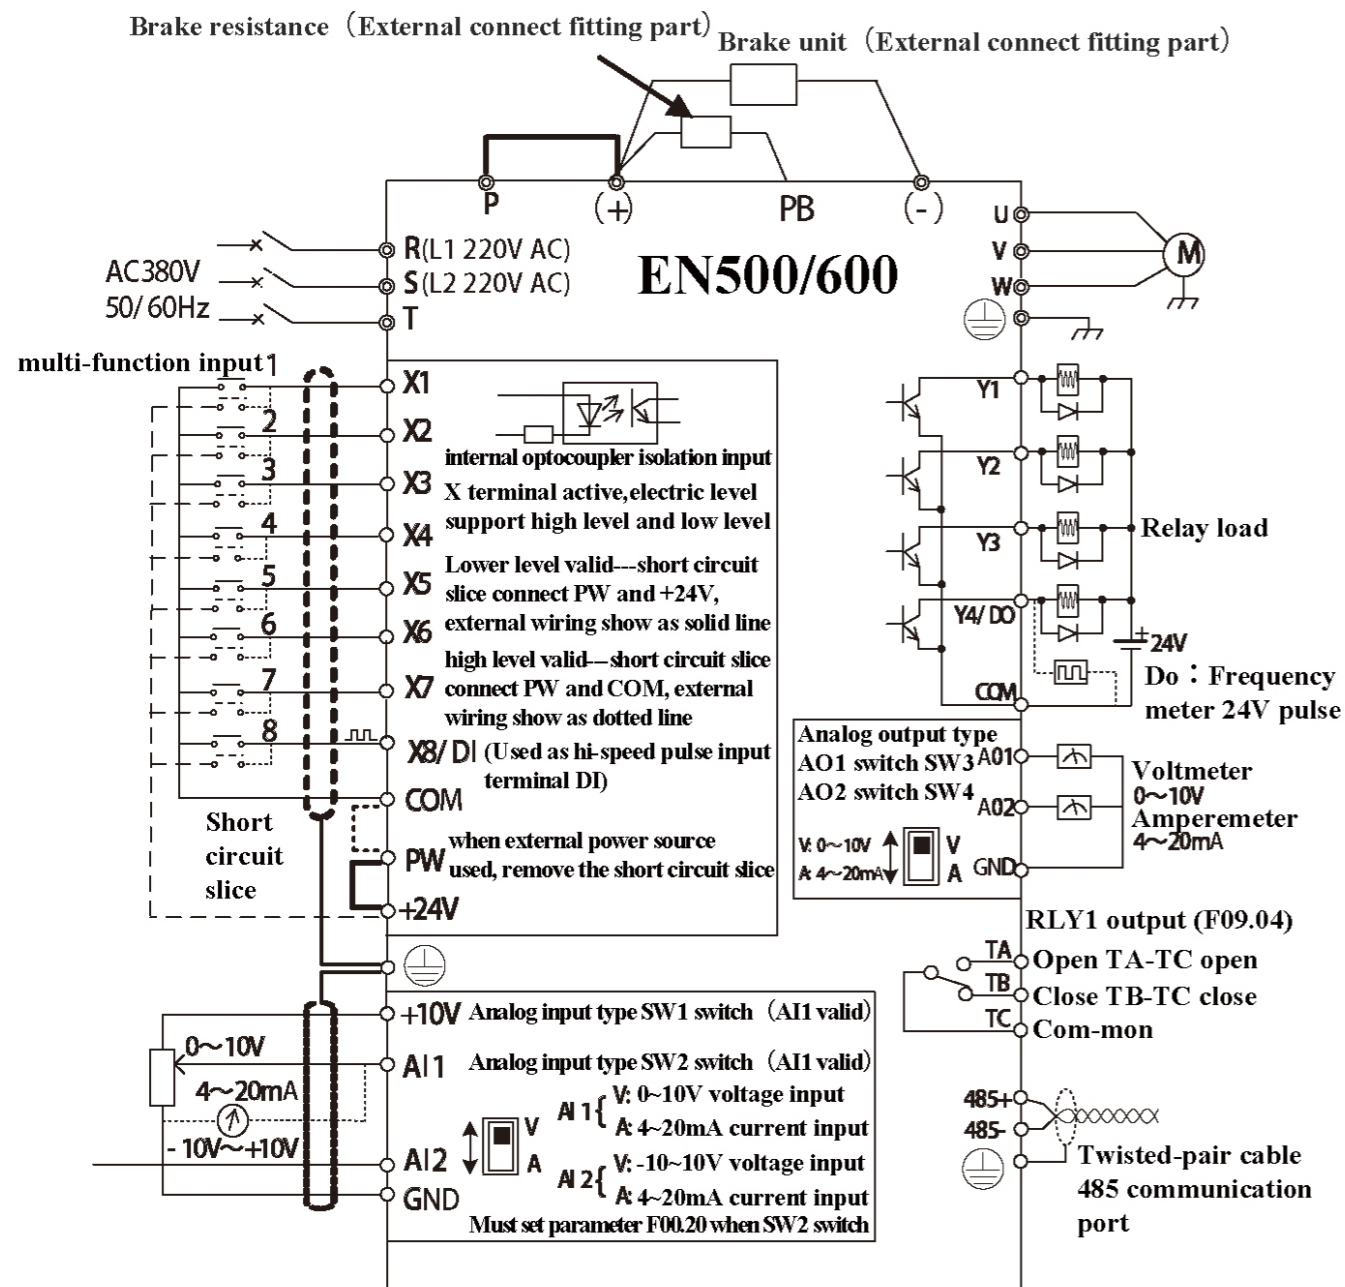 Brake resistance（External connect fitting part）
Brake unit（External connect fitting part）
P
(+)
PB
(-)
AC380V
50/60Hz
R(L1 220V AC)
S(L2 220V AC)
T
EN500/600
U
V
W
M
multi-function input 1
2
3
4
5
6
7
8
X1
X2
X3
X4
X5
X6
X7
X8/DI
COM
PW
+24V
internal optocoupler isolation input
X terminal active,electric level
support high level and low level
Lower level valid---short circuit
slice connect PW and +24V,
external wiring show as solid line
high level valid---short circuit slice
connect PW and COM, external
wiring show as dotted line
(Used as hi-speed pulse input
terminal DI)
when external power source
used, remove the short circuit slice
Short
circuit
slice
Y1
Y2
Y3
Y4/DO
COM
Relay load
+
24V
Do：Frequency
meter 24V pulse
Analog output type
AO1 switch SW3
AO2 switch SW4
V: 0～10V
A: 4～20mA
V
A
A01
A02
GND
Voltmeter
0～10V
Amperemeter
4～20mA
RLY1 output (F09.04)
TA
Open TA-TC open
TB
Close TB-TC close
TC
Com-mon
+10V
AI1
AI2
GND
0～10V
4～20mA
-10V～+10V
Analog input type SW1 switch（AI1 valid）
Analog input type SW2 switch（AI1 valid）
V
A
AI1{
V: 0~10V voltage input
A: 4~20mA current input
AI2{
V: -10~10V voltage input
A: 4~20mA current input
Must set parameter F00.20 when SW2 switch
485+
485-
Twisted-pair cable
485 communication
port